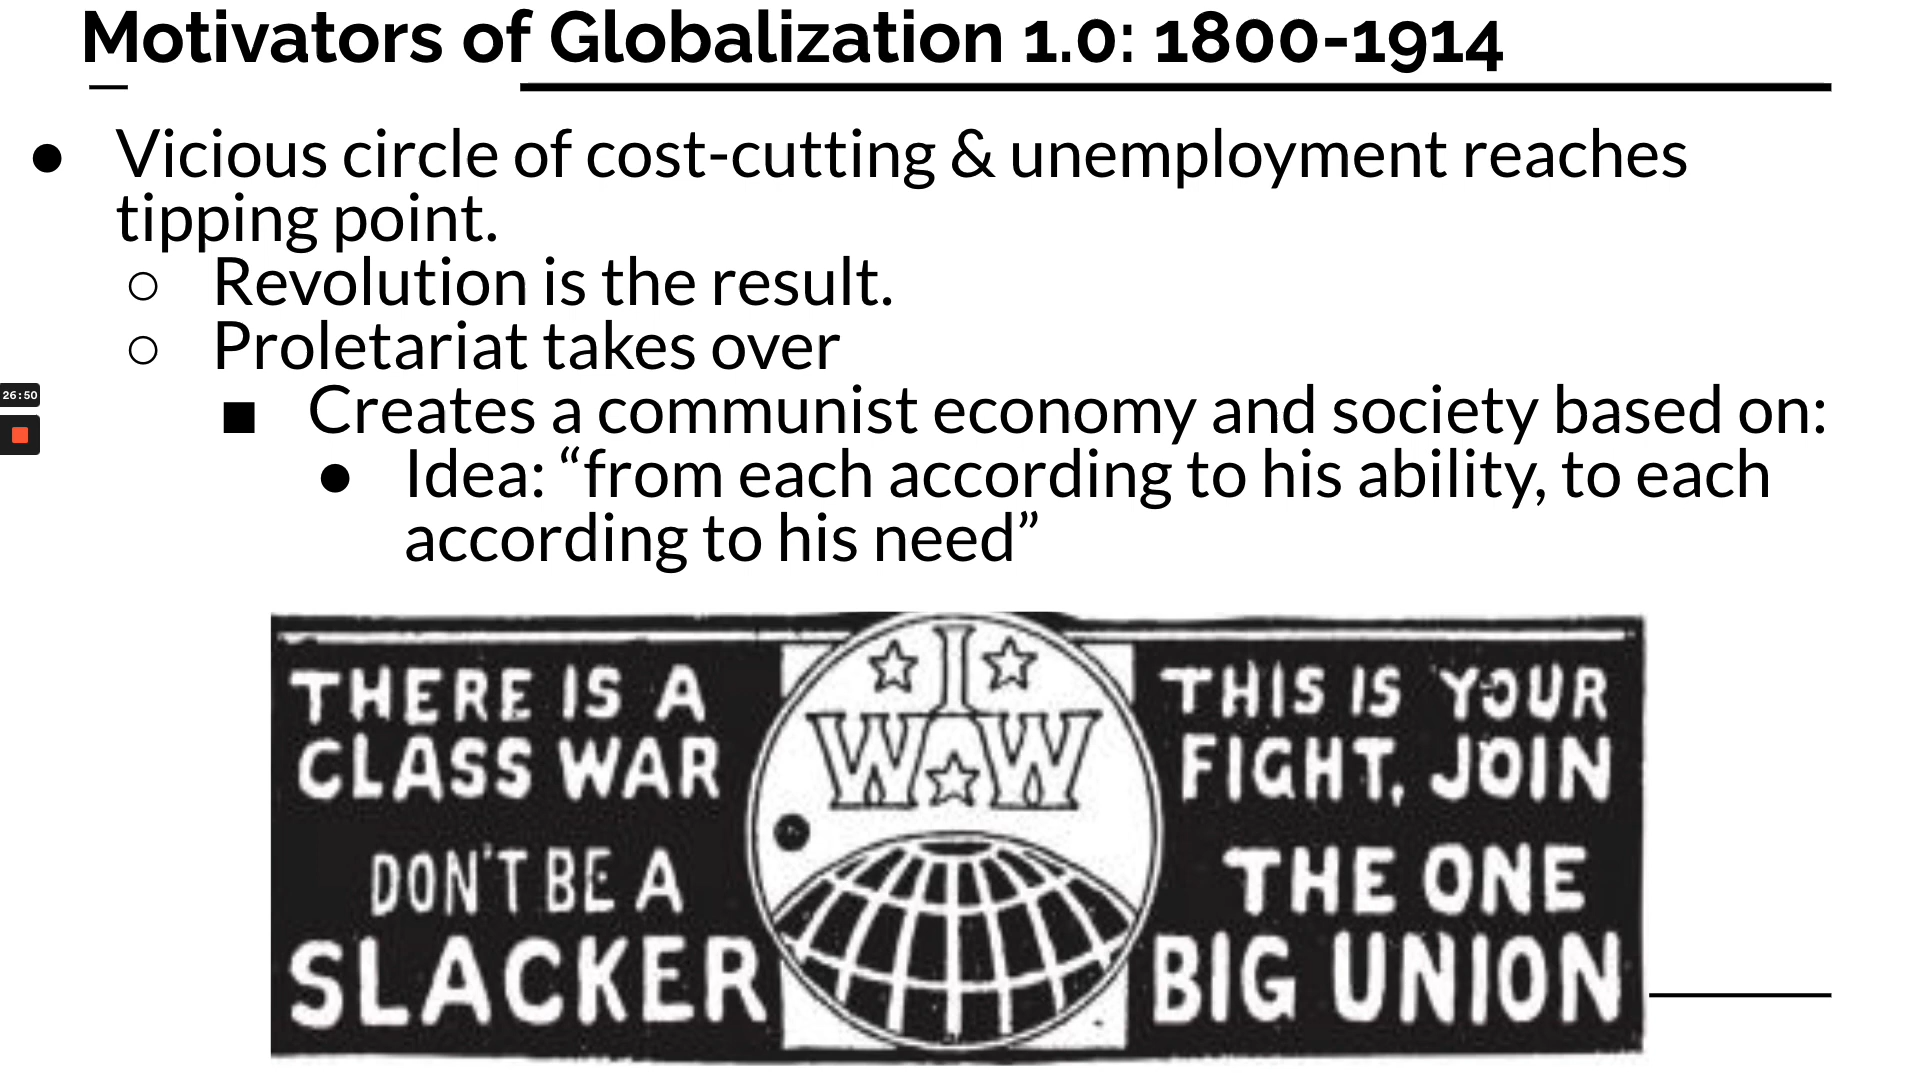 Motivators of Globalization 1.0: 1800-1914
● Vicious circle of cost-cutting & unemployment reaches
tipping point.
○ Revolution is the result.
○ Proletariat takes over
■ Creates a communist economy and society based on:
● Idea: “from each according to his ability, to each
according to his need”
26:50
THERE IS A
CLASS WAR
DON'T BE A
SLACKER
I
W W
THIS IS YOUR
FIGHT, JOIN
THE ONE
BIG UNION